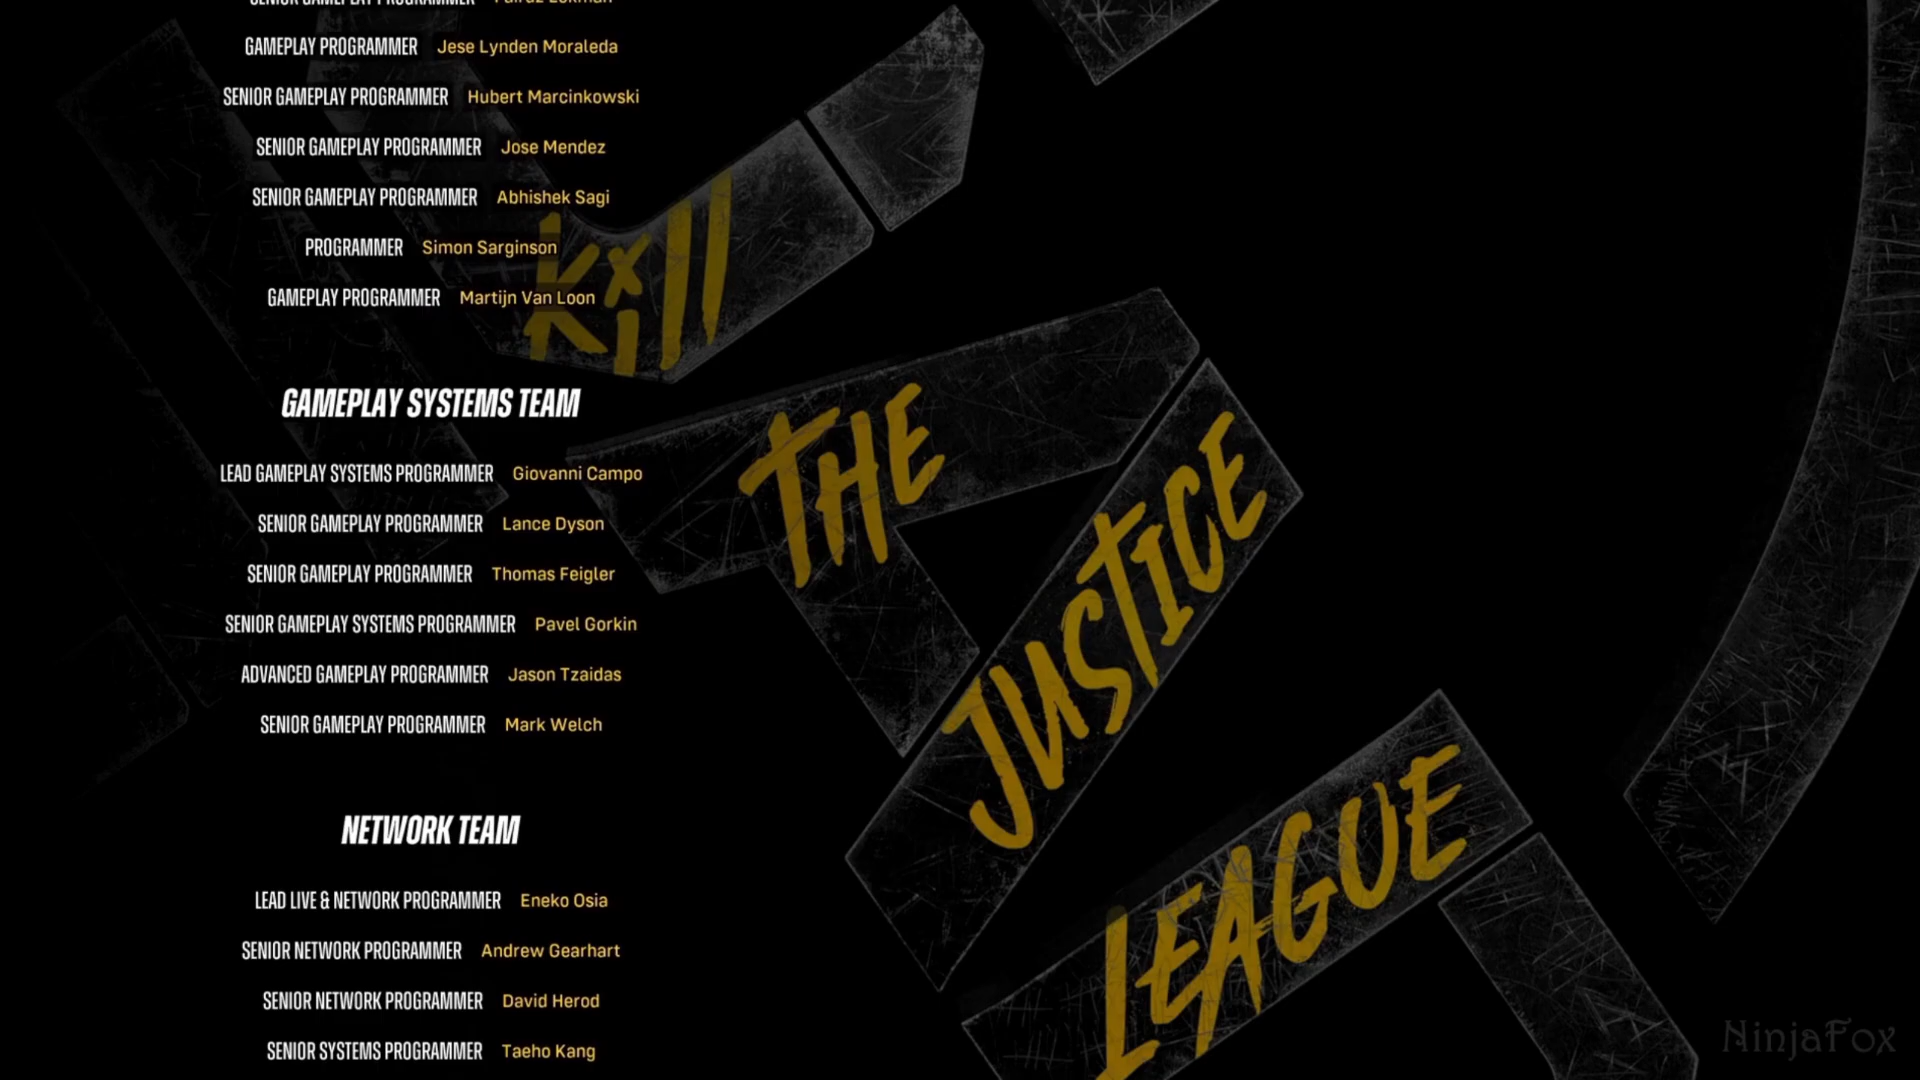 SENIOR GAMEPLAY PROGRAMMER
GAMEPLAY PROGRAMMER Jese Lynden Moraleda
SENIOR GAMEPLAY PROGRAMMER Hubert Marcinkowski
SENIOR GAMEPLAY PROGRAMMER Jose Mendez
SENIOR GAMEPLAY PROGRAMMER Abhishek Sagi
PROGRAMMER Simon Sarginson
GAMEPLAY PROGRAMMER Martijn Van Loon
GAMEPLAY SYSTEMS TEAM
LEAD GAMEPLAY SYSTEMS PROGRAMMER Giovanni Campo
SENIOR GAMEPLAY PROGRAMMER Lance Dyson
SENIOR GAMEPLAY PROGRAMMER Thomas Feigler
SENIOR GAMEPLAY SYSTEMS PROGRAMMER Pavel Gorkin
ADVANCED GAMEPLAY PROGRAMMER Jason Tzaidas
SENIOR GAMEPLAY PROGRAMMER Mark Welch
NETWORK TEAM
LEAD LIVE & NETWORK PROGRAMMER Eneko Osia
SENIOR NETWORK PROGRAMMER Andrew Gearhart
SENIOR NETWORK PROGRAMMER David Herod
SENIOR SYSTEMS PROGRAMMER Taeho Kang
Kill
THE
JUSTICE
LEAGUE
NinjaFox